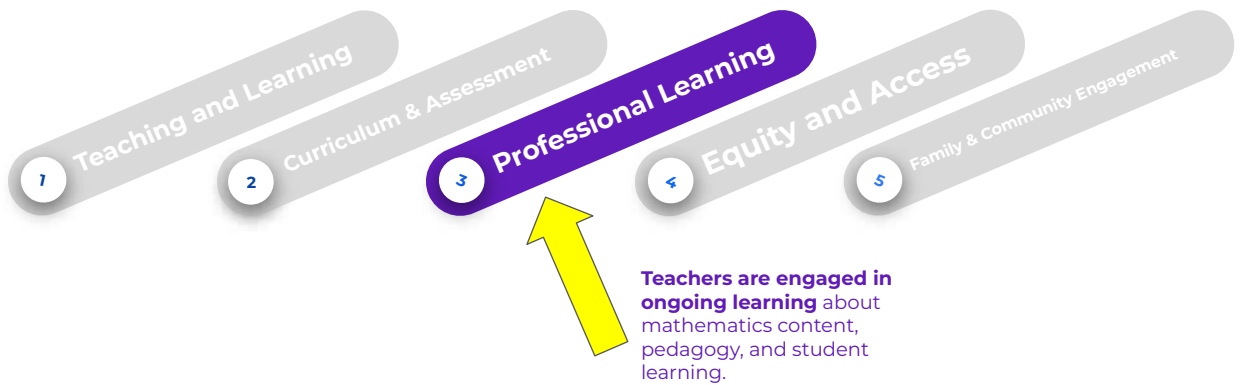 1 Teaching and Learning
2 Curriculum & Assessment
3 Professional Learning
4 Equity and Access
5 Family & Community Engagement
Teachers are engaged in
ongoing learning about
mathematics content,
pedagogy, and student
learning.